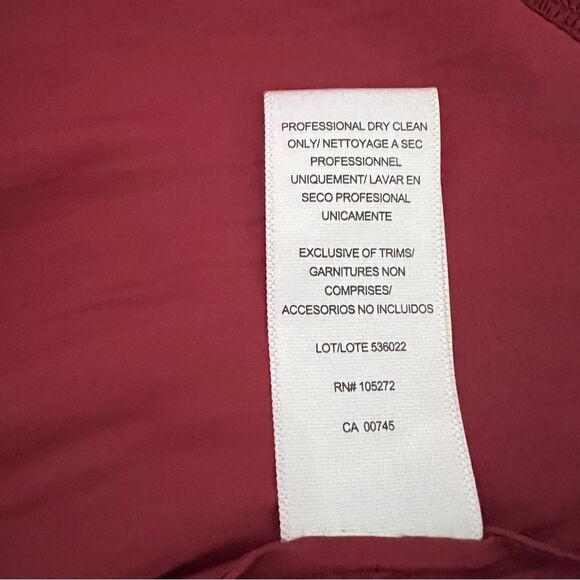 PROFESSIONAL DRY CLEAN
ONLY/ NETTOYAGE A SEC
PROFESSIONNEL
UNIQUEMENT/ LAVAR EN
SECO PROFESIONAL
UNICAMENTE
EXCLUSIVE OF TRIMS/
GARNITURES NON
COMPRISES/
ACCESORIOS NO INCLUIDOS
LOT/LOTE 536022
RN# 105272
CA 00745